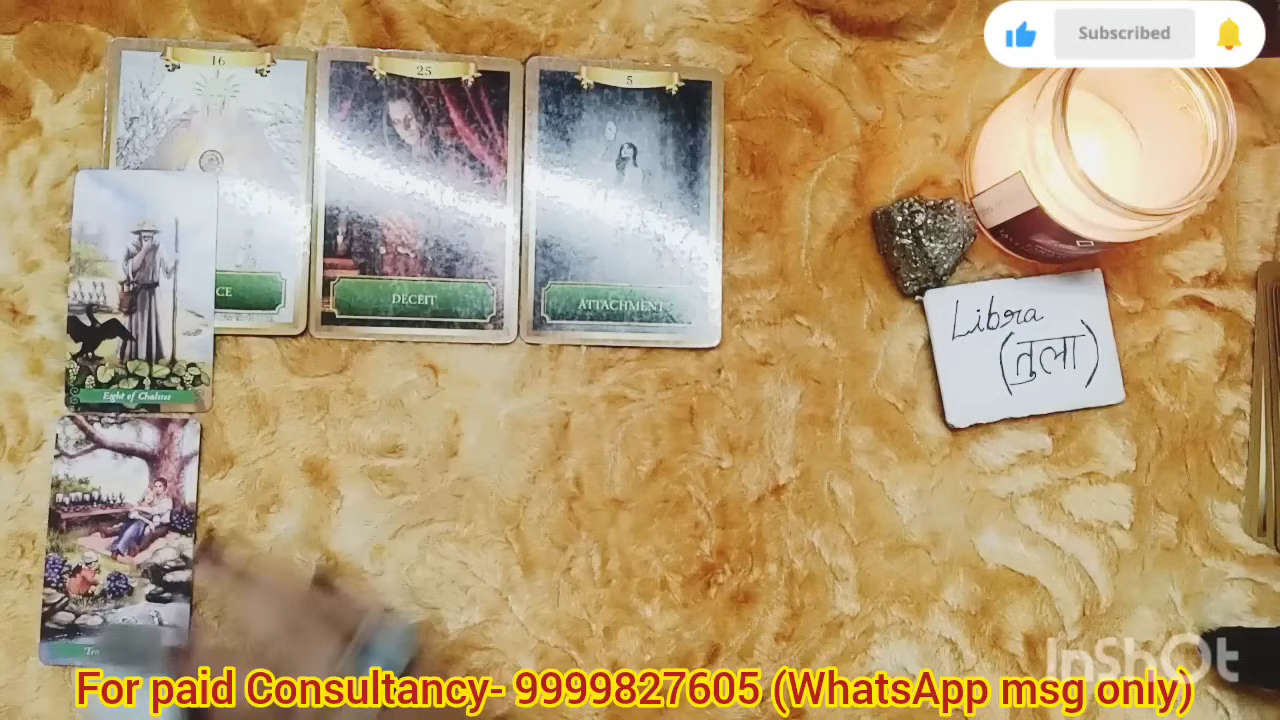 Subscribed
16
25
5
CE
DECEIT
ATTACHMENT
Libra
(तुला)
Eight of Chalices
Ten
InShOt
For paid Consultancy- 9999827605 (WhatsApp msg only)